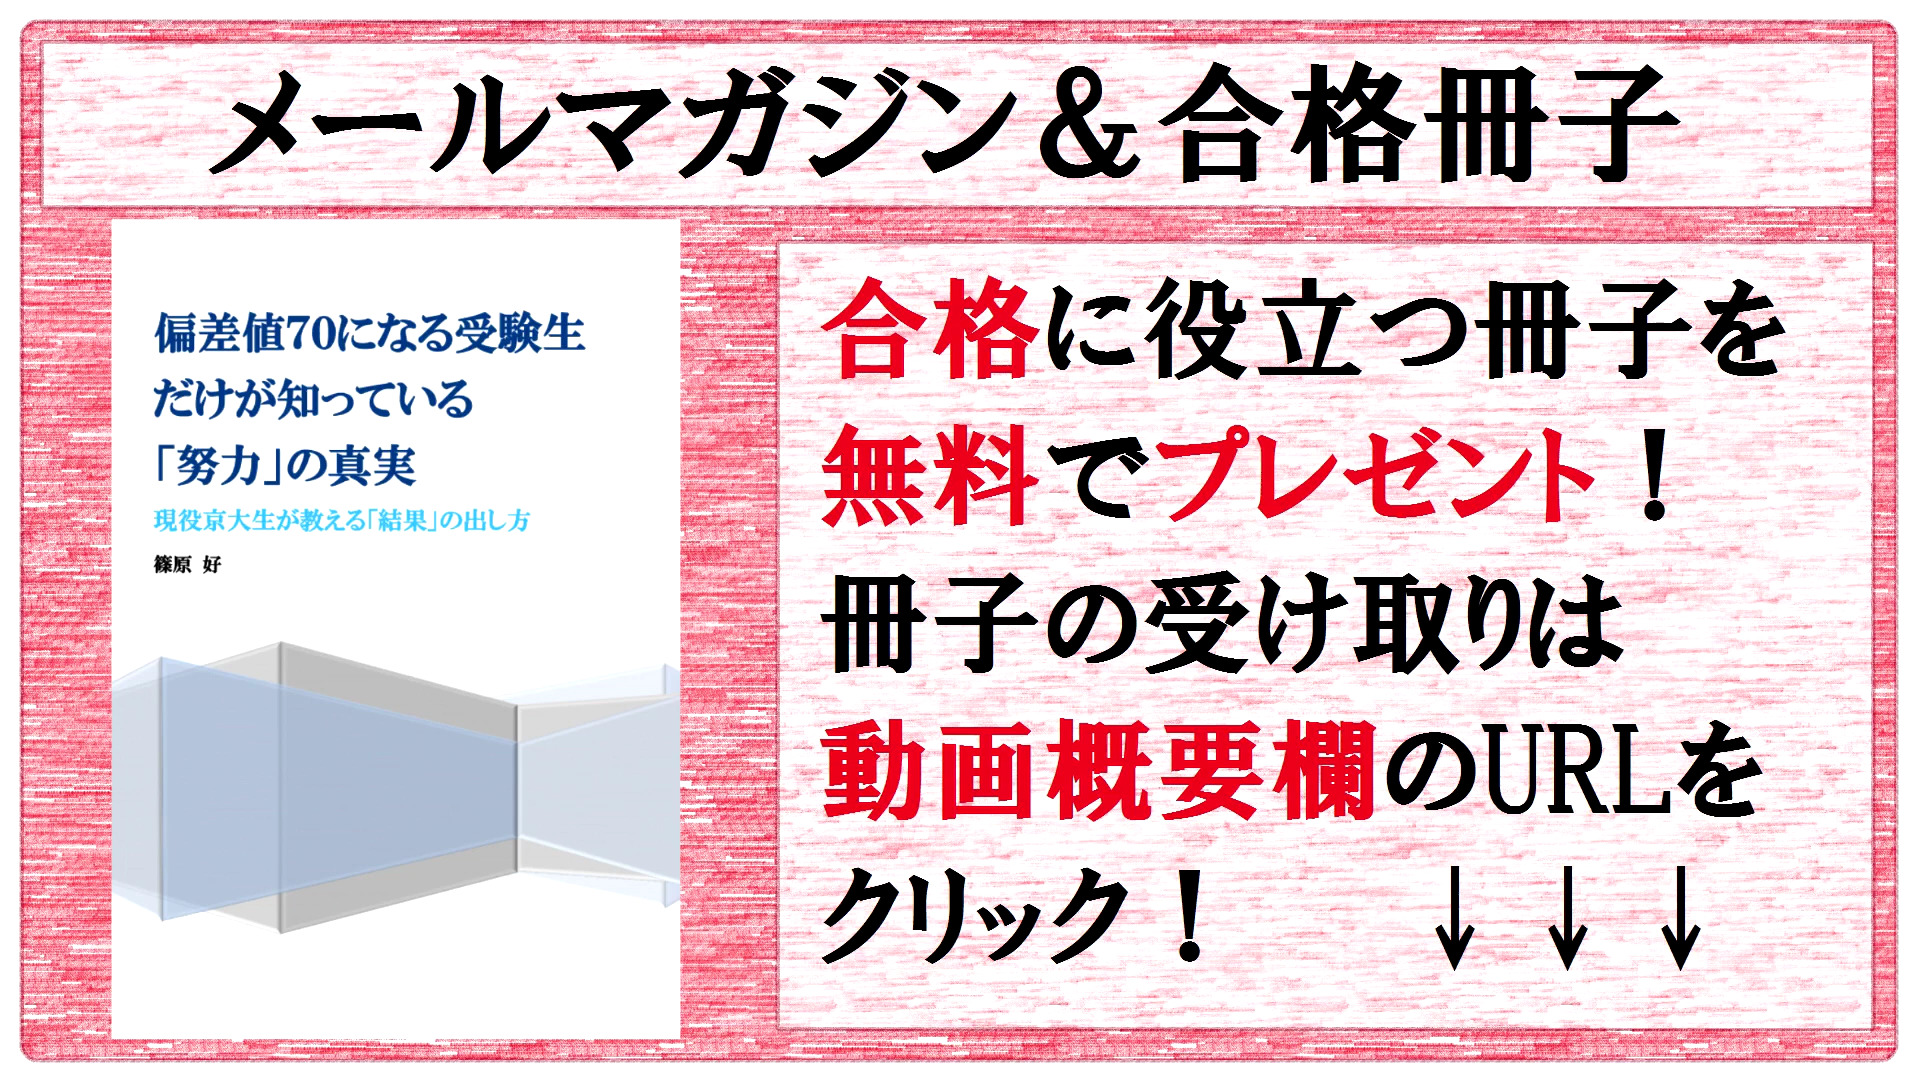 メールマガジン＆合格冊子
偏差値70になる受験生
だけが知っている
「努力」の真実
現役京大生が教える「結果」の出し方
篠原 好
合格に役立つ冊子を
無料でプレゼント！
冊子の受け取りは
動画概要欄のURLを
クリック！ ↓↓↓